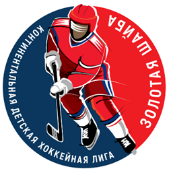 КОНТИНЕНТАЛЬНАЯ ДЕТСКАЯ ХОККЕЙНАЯ ЛИГА
ЗОЛОТАЯ ШАЙБА